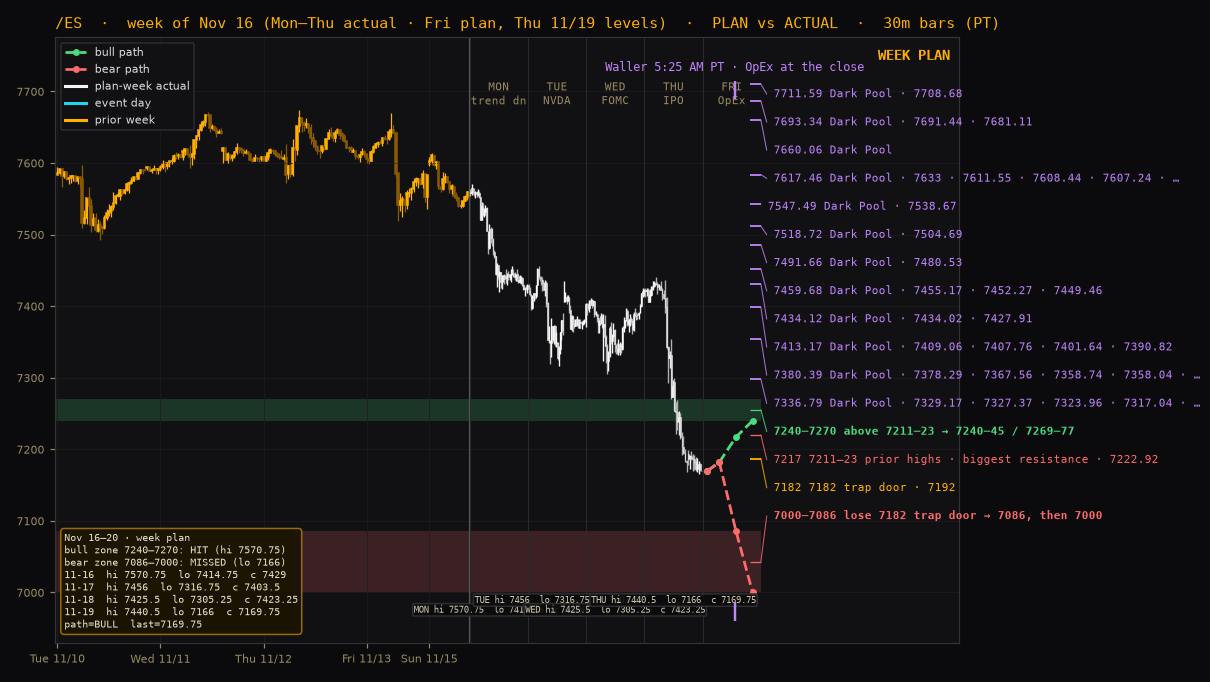 /ES · week of Nov 16 (Mon–Thu actual · Fri plan, Thu 11/19 levels) · PLAN vs ACTUAL · 30m bars (PT)
bull path
bear path
plan-week actual
event day
prior week
WEEK PLAN
Waller 5:25 AM PT · OpEx at the close
MON
trend dn
TUE
NVDA
WED
FOMC
THU
IPO
FRI
OpEx
7700
7600
7500
7400
7300
7200
7100
7000
7711.59 Dark Pool · 7708.68
7693.34 Dark Pool · 7691.44 · 7681.11
7660.06 Dark Pool
7617.46 Dark Pool · 7633 · 7611.55 · 7608.44 · 7607.24 · …
7547.49 Dark Pool · 7538.67
7518.72 Dark Pool · 7504.69
7491.66 Dark Pool · 7480.53
7459.68 Dark Pool · 7455.17 · 7452.27 · 7449.46
7434.12 Dark Pool · 7434.02 · 7427.91
7413.17 Dark Pool · 7409.06 · 7407.76 · 7401.64 · 7390.82
7380.39 Dark Pool · 7378.29 · 7367.56 · 7358.74 · 7358.04 · …
7336.79 Dark Pool · 7329.17 · 7327.37 · 7323.96 · 7317.04 · …
7240–7270 above 7211–23 → 7240–45 / 7269–77
7217 7211–23 prior highs · biggest resistance · 7222.92
7182 7182 trap door · 7192
7000–7086 lose 7182 trap door → 7086, then 7000
Nov 16–20 · week plan
bull zone 7240–7270: HIT (hi 7570.75)
bear zone 7086–7000: MISSED (lo 7166)
11-16 hi 7570.75 lo 7414.75 c 7429
11-17 hi 7456 lo 7316.75 c 7403.5
11-18 hi 7425.5 lo 7305.25 c 7423.25
11-19 hi 7440.5 lo 7166 c 7169.75
path=BULL last=7169.75
TUE hi 7456 lo 7316.75
THU hi 7440.5 lo 7166 c 7169.75
MON hi 7570.75 lo 741
WED hi 7425.5 lo 7305.25 c 7423.25
Tue 11/10
Wed 11/11
Thu 11/12
Fri 11/13
Sun 11/15